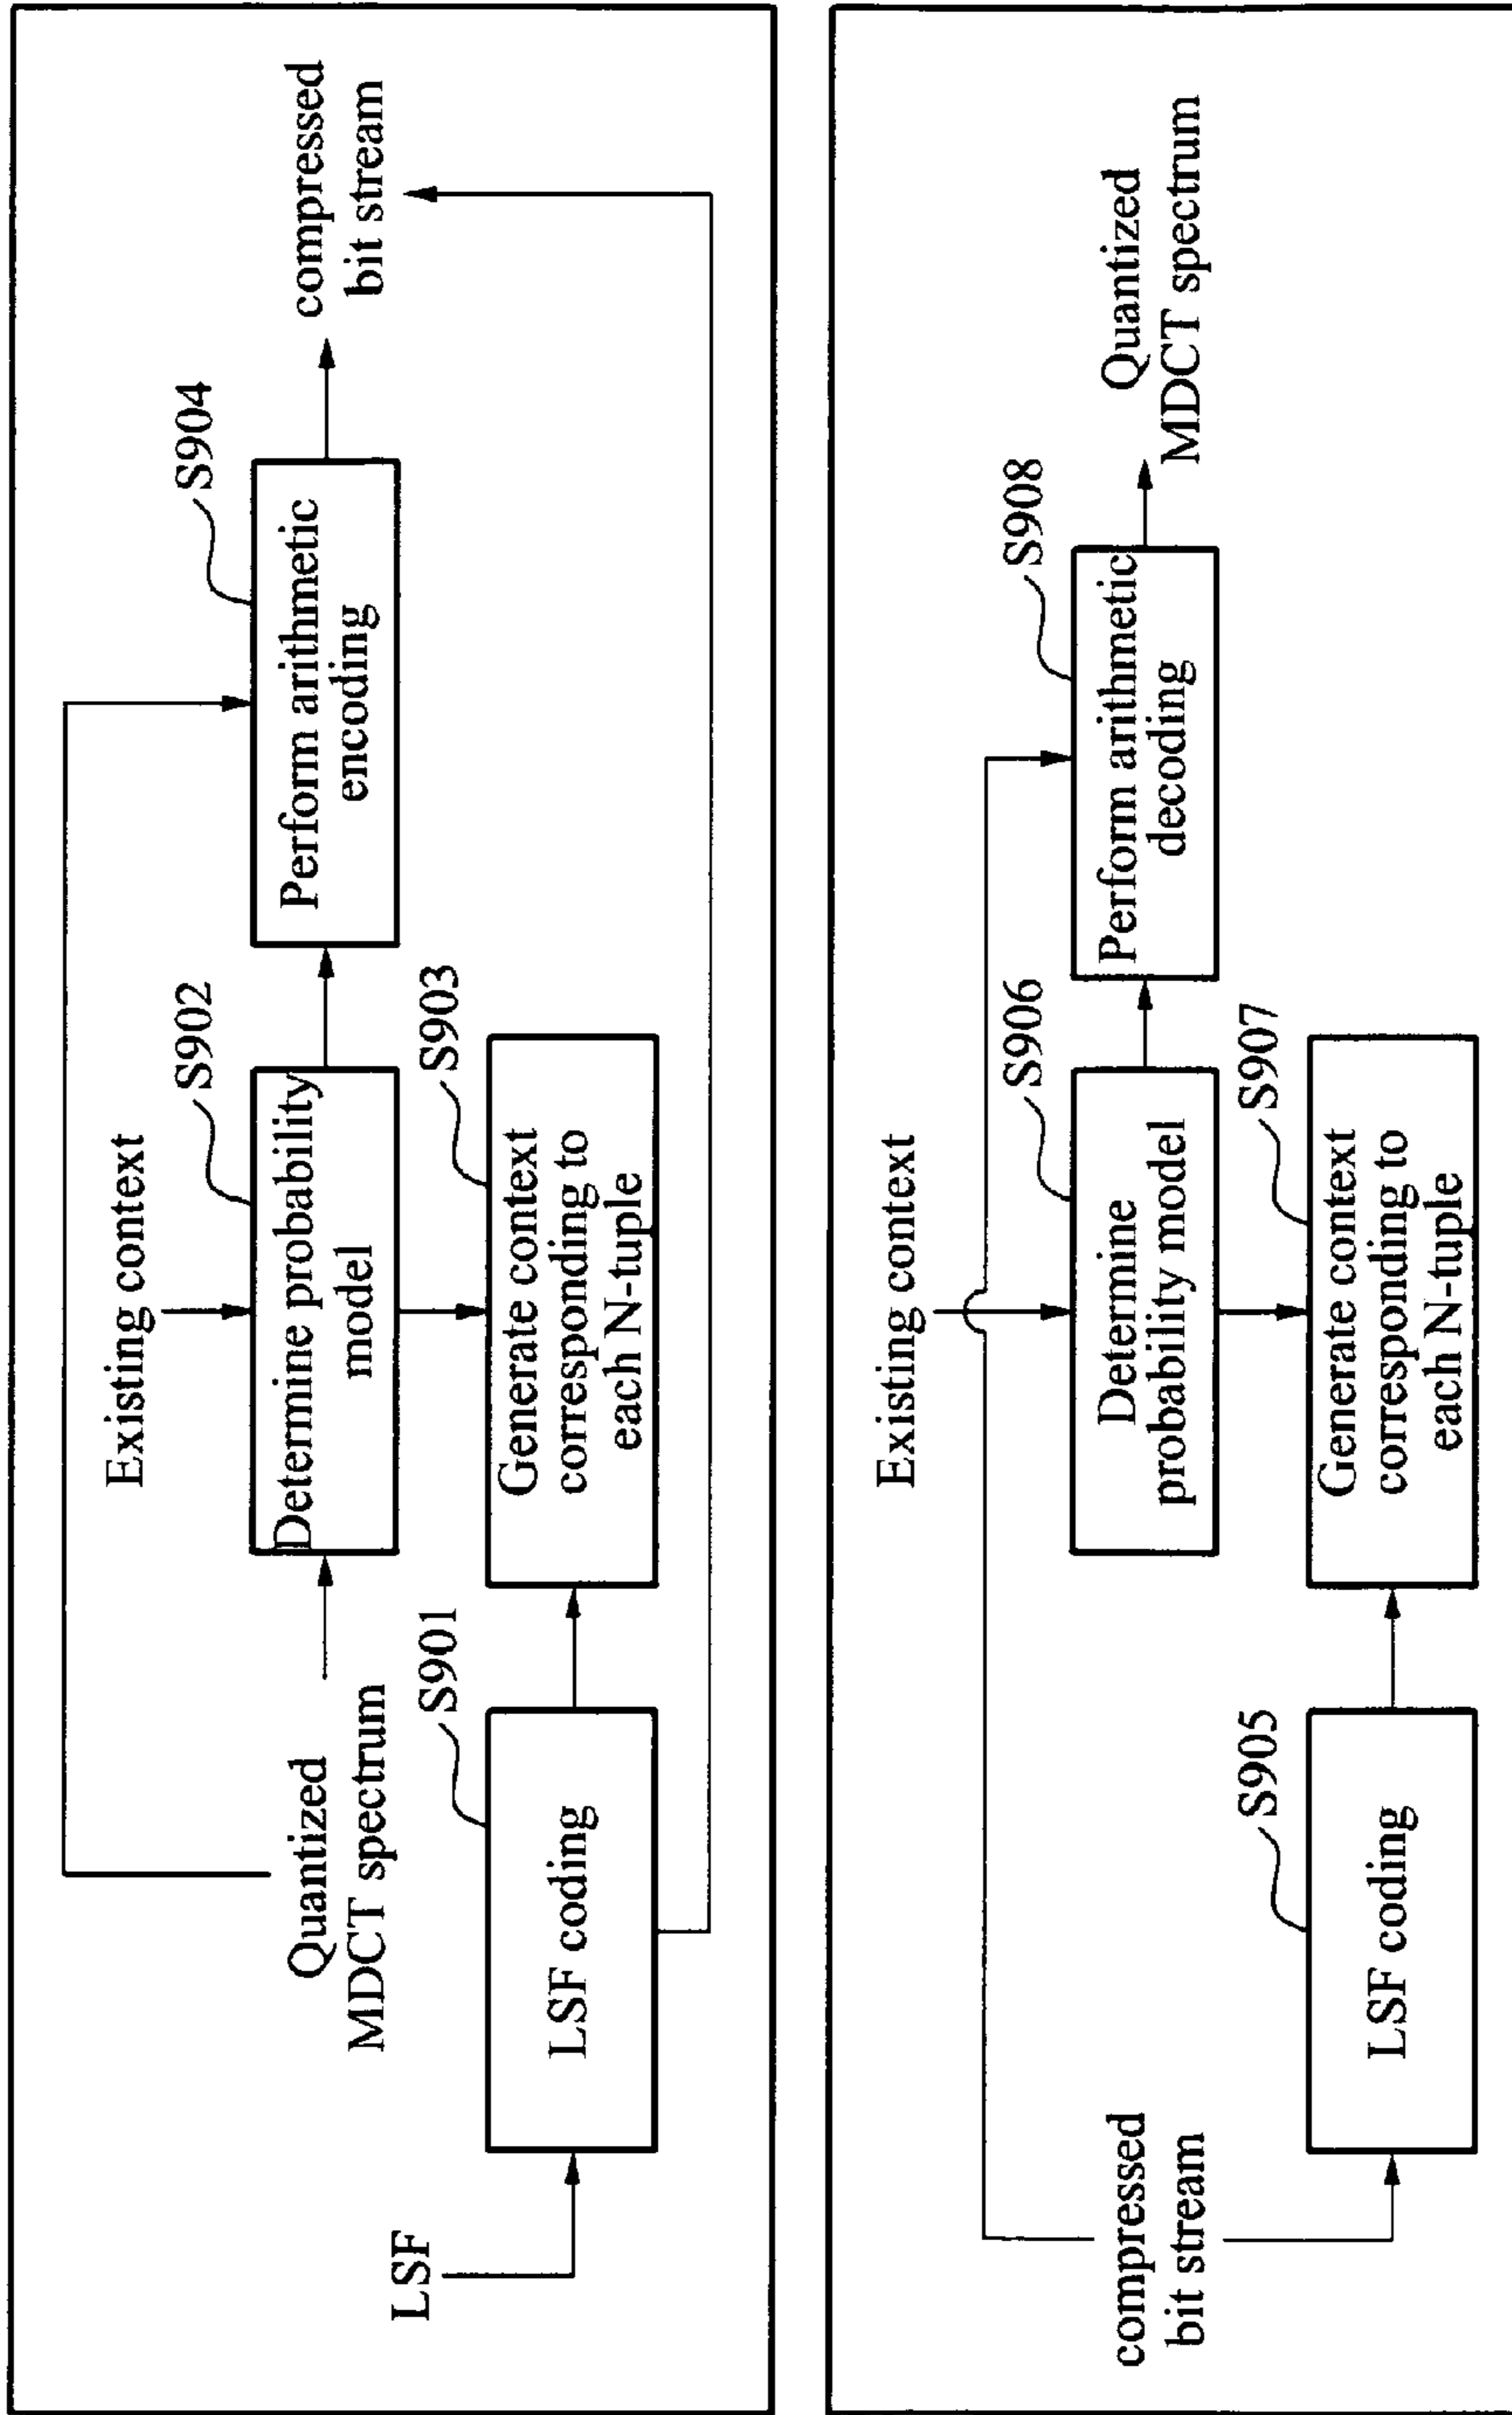 Existing context
Quantized
MDCT spectrum
S902
Determine probability
model
S904
Perform arithmetic
encoding
compressed
bit stream
LSF
S901
LSF coding
S903
Generate context
corresponding to
each N-tuple
Existing context
compressed
bit stream
S906
Determine
probability model
S908
Perform arithmetic
decoding
Quantized
MDCT spectrum
S905
LSF coding
S907
Generate context
corresponding to
each N-tuple